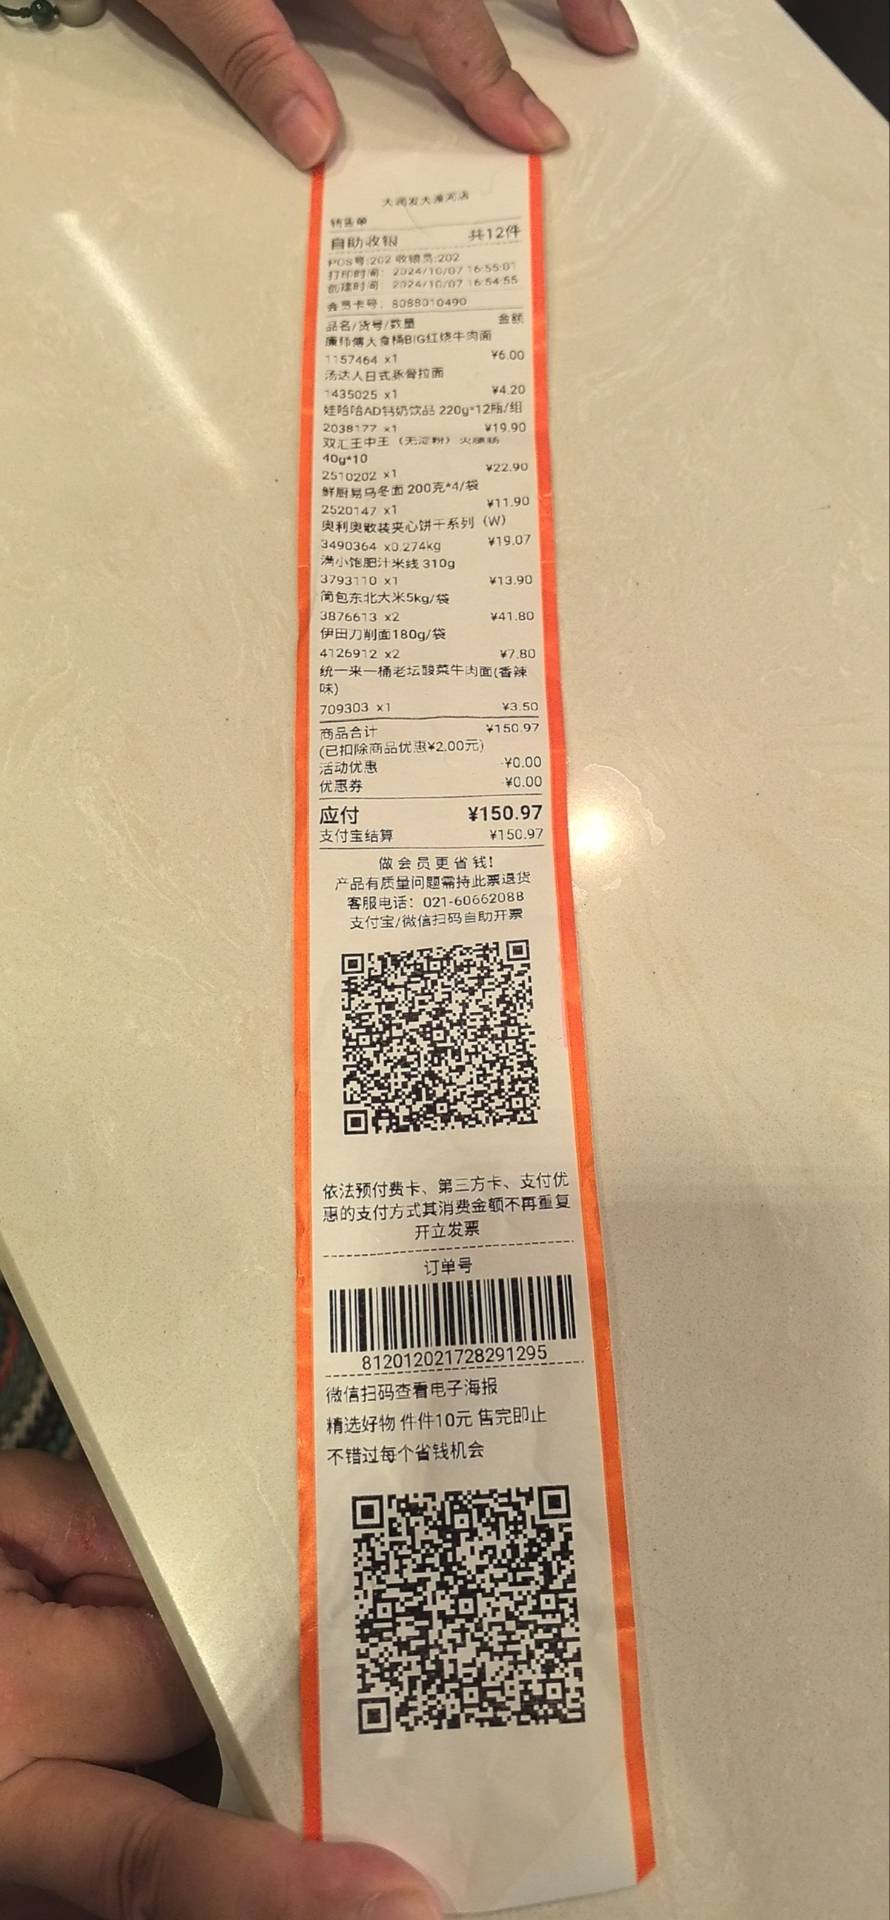 大润发大漕河店
销售单
自助收银 共12件
POS号:202 收银员:202
打印时间: 2024/10/07 16:55:01
创建时间: 2024/10/07 16:54:55
会员卡号: 8088010490
品名/货号/数量 金额
康师傅大食桶BIG红烧牛肉面
1157464 x1 ¥6.00
汤达人日式豚骨拉面
1435025 x1 ¥4.20
娃哈哈AD钙奶饮品 220g*12瓶/组
2038177 x1 ¥19.90
双汇王中王（无淀粉）火腿肠
40g*10
2510202 x1 ¥22.90
鲜厨易乌冬面 200克*4/袋
2520147 x1 ¥11.90
奥利奥散装夹心饼干系列（W）
3490364 x0.274kg ¥19.07
满小饱肥汁米线 310g
3793110 x1 ¥13.90
简包东北大米5kg/袋
3876613 x2 ¥41.80
伊田刀削面180g/袋
4126912 x2 ¥7.80
统一来一桶老坛酸菜牛肉面(香辣
味)
709303 x1 ¥3.50
商品合计 ¥150.97
(已扣除商品优惠¥2.00元)
活动优惠 -¥0.00
优惠券 -¥0.00
应付 ¥150.97
支付宝结算 ¥150.97
做会员更省钱!
产品有质量问题需持此票退货
客服电话: 021-60662088
支付宝/微信扫码自助开票
依法预付费卡、第三方卡、支付优
惠的支付方式其消费金额不再重复
开立发票
订单号
812012021728291295
微信扫码查看电子海报
精选好物 件件10元 售完即止
不错过每个省钱机会